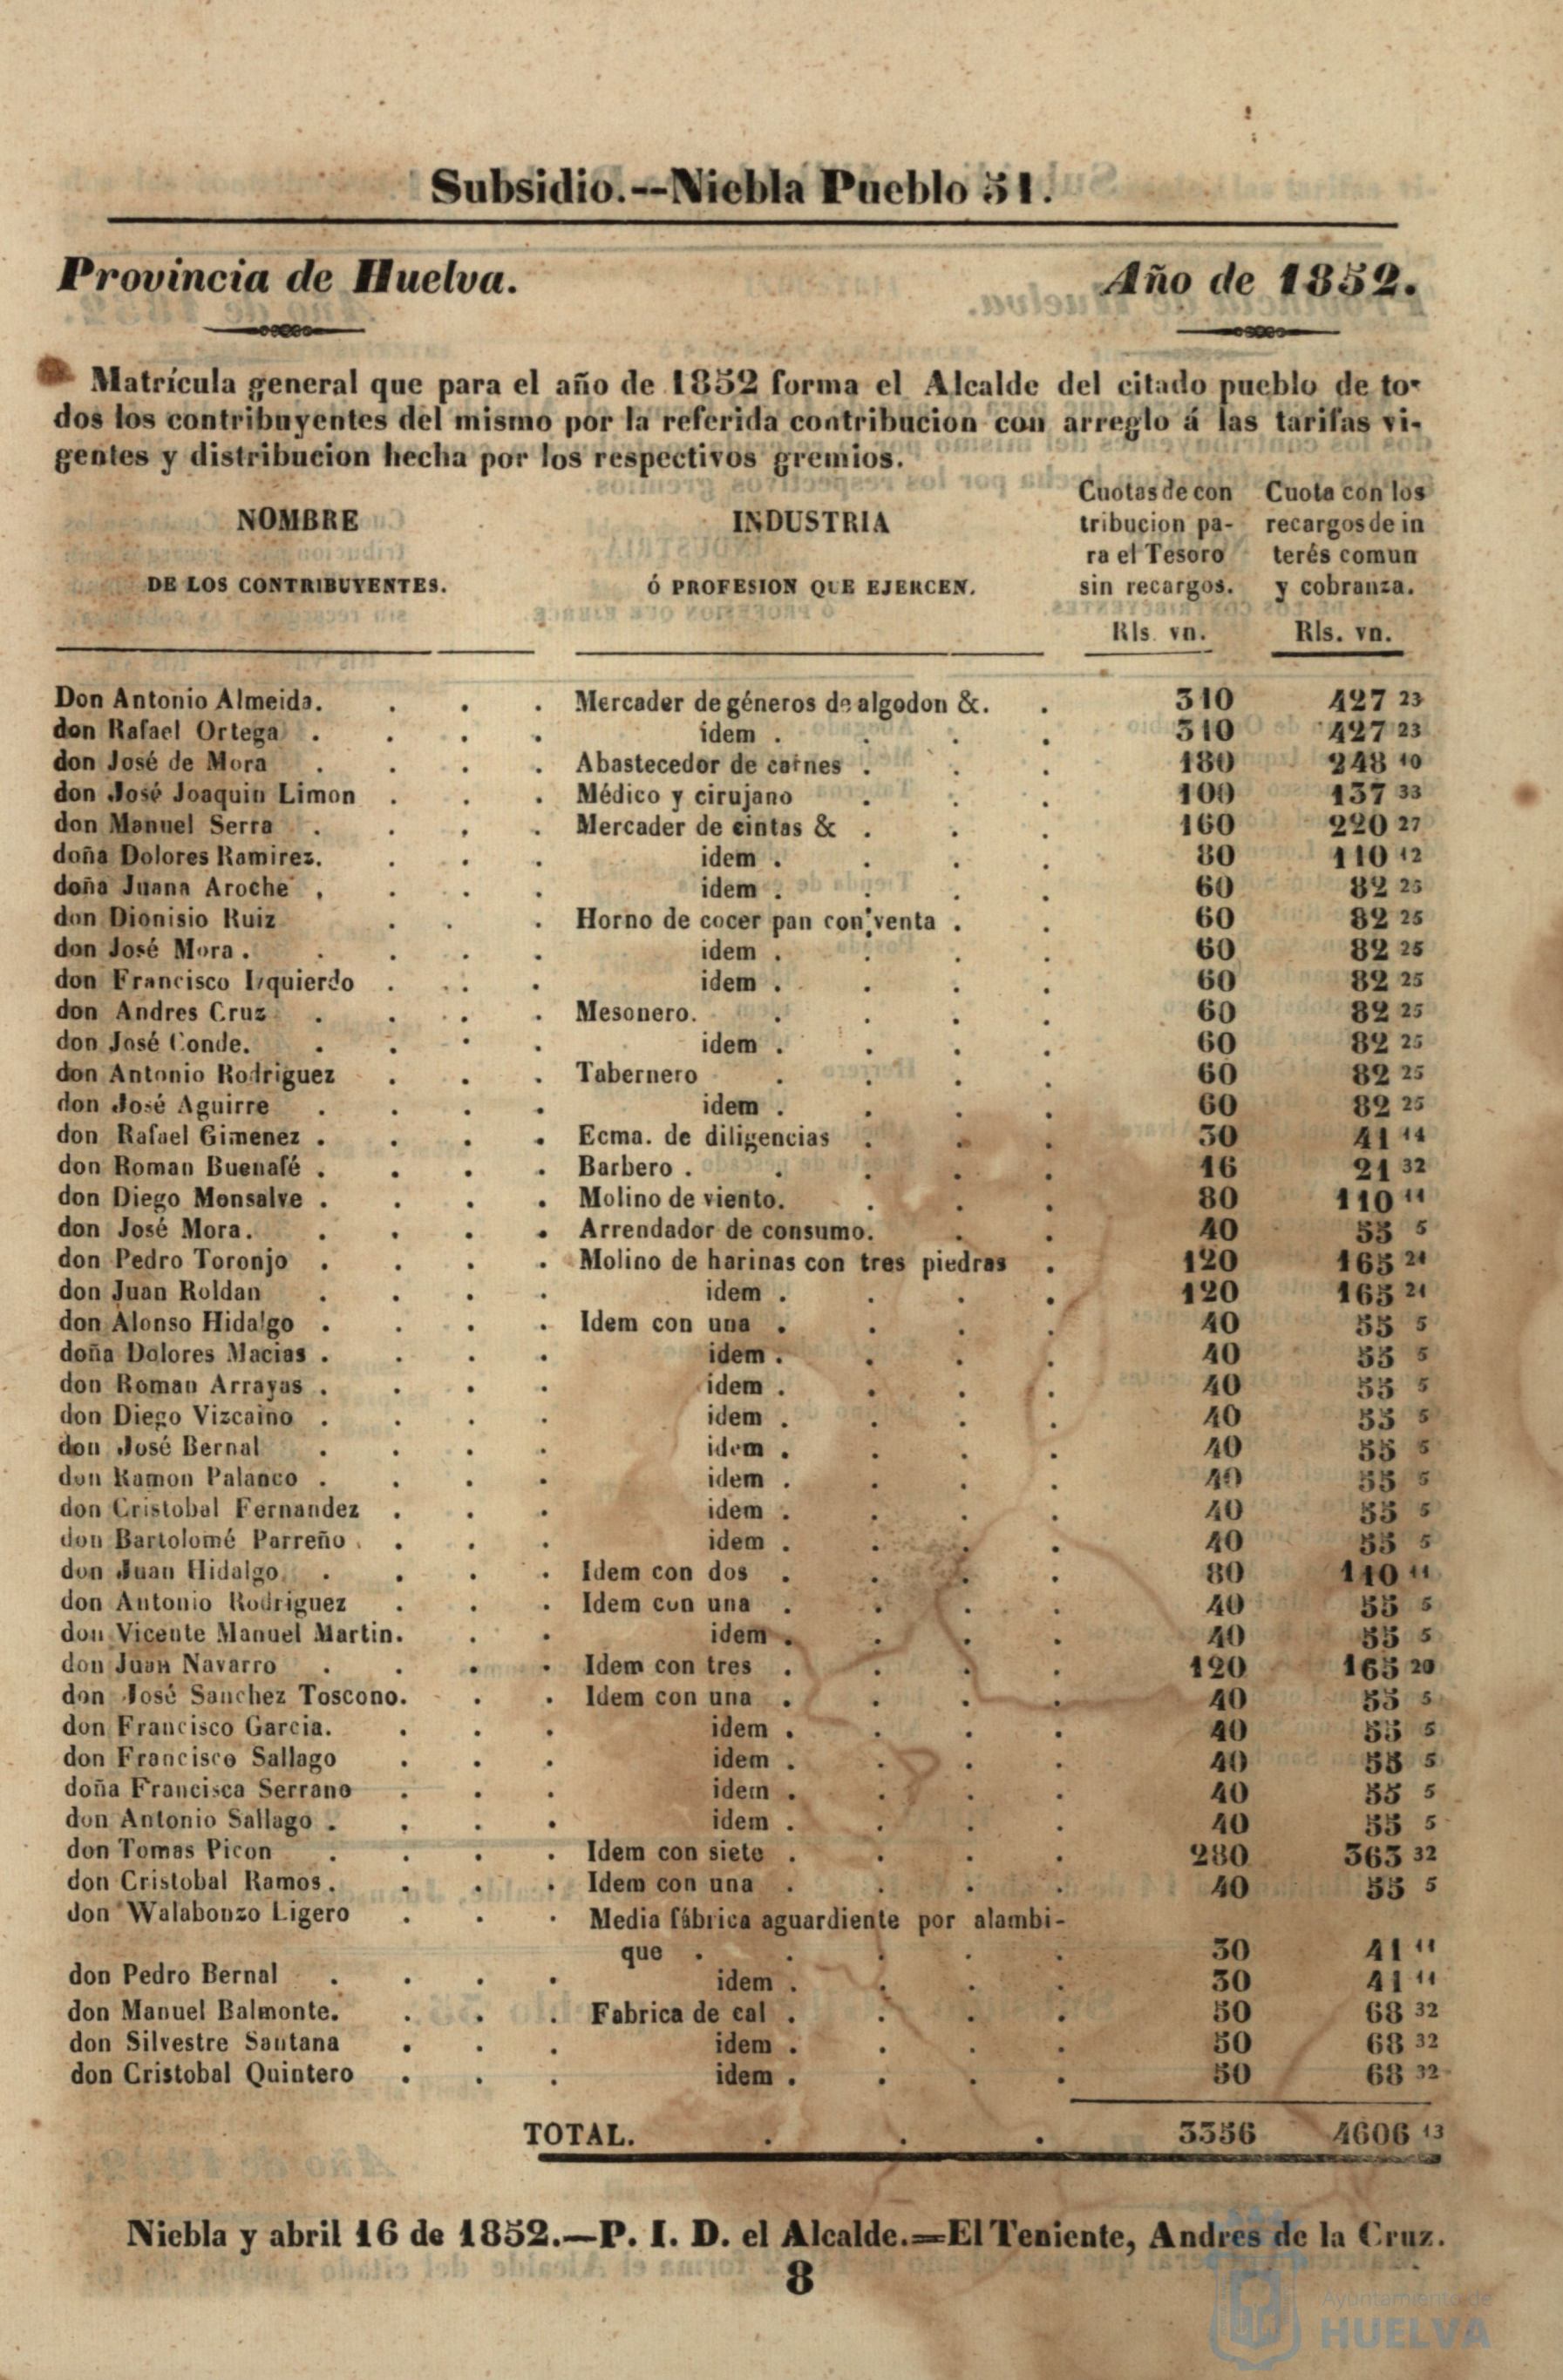 Subsidio.--Niebla Pueblo 51.
Provincia de Huelva. Año de 1852.
Matrícula general que para el año de 1852 forma el Alcalde del citado pueblo de to-
dos los contribuyentes del mismo por la referida contribucion con arreglo á las tarifas vi-
gentes y distribucion hecha por los respectivos gremios.
NOMBRE DE LOS CONTRIBUYENTES.
INDUSTRIA Ó PROFESION QUE EJERCEN.
Cuotas de con
tribucion pa-
ra el Tesoro
sin recargos.
Rls. vn.
Cuota con los
recargos de in
terés comun
y cobranza.
Rls. vn.
Don Antonio Almeida. . . . Mercader de géneros de algodon &. . 310 427 23
don Rafael Ortega . . . . idem . . . . 310 427 23
don José de Mora . . . . Abastecedor de carnes . . . 180 248 10
don José Joaquin Limon . . . Médico y cirujano . . . 100 137 33
don Manuel Serra . . . . Mercader de cintas & . . . 160 220 27
doña Dolores Ramirez. . . . idem . . . . 80 110 12
doña Juana Aroche . . . . idem . . . . 60 82 25
don Dionisio Ruiz . . . Horno de cocer pan con venta . . 60 82 25
don José Mora . . . . . idem . . . . 60 82 25
don Francisco Izquierdo . . . idem . . . . 60 82 25
don Andres Cruz . . . . Mesonero. . . . . 60 82 25
don José Conde. . . . . idem . . . . 60 82 25
don Antonio Rodriguez . . . Tabernero . . . . 60 82 25
don José Aguirre . . . . idem . . . . 60 82 25
don Rafael Gimenez . . . . Ecma. de diligencias . . . 30 41 14
don Roman Buenafé . . . . Barbero . . . . . 16 21 32
don Diego Monsalve . . . . Molino de viento. . . . 80 110 11
don José Mora. . . . . Arrendador de consumo. . . 40 55 5
don Pedro Toronjo . . . . Molino de harinas con tres piedras . 120 165 21
don Juan Roldan . . . . idem . . . . 120 165 21
don Alonso Hidalgo . . . . Idem con una . . . . 40 55 5
doña Dolores Macias . . . . idem . . . . 40 55 5
don Roman Arrayas . . . . idem . . . . 40 55 5
don Diego Vizcaino . . . . idem . . . . 40 55 5
don José Bernal . . . . idem . . . . 40 55 5
don Ramon Palanco . . . . idem . . . . 40 55 5
don Cristobal Fernandez . . . idem . . . . 40 55 5
don Bartolomé Parreño . . . . idem . . . . 40 55 5
don Juan Hidalgo. . . . . Idem con dos . . . . 80 110 11
don Antonio Rodriguez . . . Idem con una . . . . 40 55 5
don Vicente Manuel Martin. . . idem . . . . 40 55 5
don Juan Navarro . . . . Idem con tres . . . . 120 165 20
don José Sanchez Toscono. . . Idem con una . . . . 40 55 5
don Francisco Garcia. . . . idem . . . . 40 55 5
don Francisco Sallago . . . idem . . . . 40 55 5
doña Francisca Serrano . . . idem . . . . 40 55 5
don Antonio Sallago . . . . idem . . . . 40 55 5
don Tomas Picon . . . . Idem con siete . . . . 280 363 32
don Cristobal Ramos. . . . Idem con una . . . . 40 55 5
don Walabonzo Ligero . . . Media fábrica aguardiente por alambi-
que . . . . . 30 41 11
don Pedro Bernal . . . . idem . . . . 30 41 11
don Manuel Balmonte. . . . Fabrica de cal . . . . 50 68 32
don Silvestre Santana . . . idem . . . . 50 68 32
don Cristobal Quintero . . . idem . . . . 50 68 32
TOTAL. . . . 3356 4606 13
Niebla y abril 16 de 1852.—P. I. D. el Alcalde.=El Teniente, Andres de la Cruz.
8
Ayuntamiento de
HUELVA